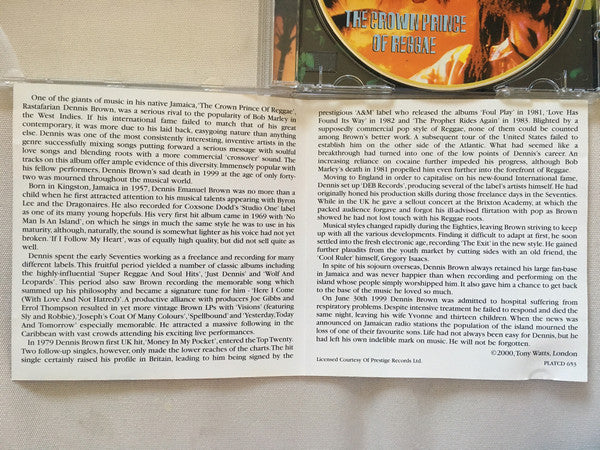 THE CROWN PRINCE
OF REGGAE
One of the giants of music in his native Jamaica, 'The Crown Prince Of Reggae',
Rastafarian Dennis Brown, was a serious rival to the popularity of Bob Marley in
the West Indies. If his international fame failed to match that of his great
contemporary, it was more due to his laid back, easygoing nature than anything
else. Dennis was one of the most consistently interesting, inventive artists in the
genre successfully mixing songs putting forward a serious message with soulful
love songs and blending roots with a more commercial 'crossover' sound. The
tracks on this album offer ample evidence of this diversity. Immensely popular with
his fellow performers, Dennis Brown's sad death in 1999 at the age of only forty-
two was mourned throughout the musical world.
Born in Kingston, Jamaica in 1957, Dennis Emanuel Brown was no more than a
child when he first attracted attention to his musical talents appearing with Byron
Lee and the Dragonaires. He also recorded for Coxsone Dodd's 'Studio One' label
as one of its many young hopefuls. His very first hit album came in 1969 with 'No
Man Is An Island', on which he sings in much the same style he was to use in his
maturity, although, naturally, the sound is somewhat lighter as his voice had not yet
broken. 'If I Follow My Heart', was of equally high quality, but did not sell quite as
well.
Dennis spent the early Seventies working as a freelance and recording for many
different labels. This fruitful period yielded a number of classic albums including
the highly-influential 'Super Reggae And Soul Hits', 'Just Dennis' and 'Wolf And
Leopards'. This period also saw Brown recording the memorable song which
summed up his philosophy and became a signature tune for him - 'Here I Come
(With Love And Not Hatred)'. A productive alliance with producers Joe Gibbs and
Errol Thompson resulted in yet more vintage Brown LPs with 'Visions' (featuring
Sly and Robbie), 'Joseph's Coat Of Many Colours', 'Spellbound' and 'Yesterday, Today
And Tomorrow' especially memorable. He attracted a massive following in the
Caribbean with vast crowds attending his exciting live performances.
In 1979 Dennis Brown first UK hit, 'Money In My Pocket', entered the Top Twenty.
Two follow-up singles, however, only made the lower reaches of the charts. The hit
single certainly raised his profile in Britain, leading to him being signed by the
prestigious 'A&M' label who released the albums 'Foul Play' in 1981, 'Love Has
Found Its Way' in 1982 and 'The Prophet Rides Again' in 1983. Blighted by a
supposedly commercial pop style of Reggae, none of them could be counted
among Brown's better work. A subsequent tour of the United States failed to
establish him on the other side of the Atlantic. What had seemed like a
breakthrough had turned into one of the low points of Dennis's career. An
increasing reliance on cocaine further impeded his progress, although Bob
Marley's death in 1981 propelled him even further into the forefront of Reggae.
Moving to England in order to capitalise on his new-found International fame,
Dennis set up 'DEB Records', producing several of the label's artists himself. He had
originally honed his production skills during those freelance days in the Seventies.
While in the UK he gave a sellout concert at the Brixton Academy, at which the
packed audience forgave and forgot his ill-advised flirtation with pop as Brown
showed he had not lost touch with his Reggae roots.
Musical styles changed rapidly during the Eighties, leaving Brown striving to keep
up with all the various developments. Finding it difficult to adapt at first, he soon
settled into the fresh electronic age, recording 'The Exit' in the new style. He gained
further plaudits from the youth market by cutting sides with an old friend, the
'Cool Ruler' himself, Gregory Isaacs.
In spite of his sojourn overseas, Dennis Brown always retained his large fan-base
in Jamaica and was never happier than when recording and performing on the
island whose people simply worshipped him. It also gave him a chance to get back
to the base of the music he loved so much.
On June 30th 1999 Dennis Brown was admitted to hospital suffering from
respiratory problems. Despite intensive treatment he failed to respond and died the
same night, leaving his wife Yvonne and thirteen children. When the news was
announced on Jamaican radio stations the population of the island mourned the
loss of one of their favourite sons. Life had not always been easy for Dennis, but he
had left his own indelible mark on music. He will not be forgotten.
©2000, Tony Watts, London
Licensed Courtesy Of Prestige Records Ltd.
PLATCD 653